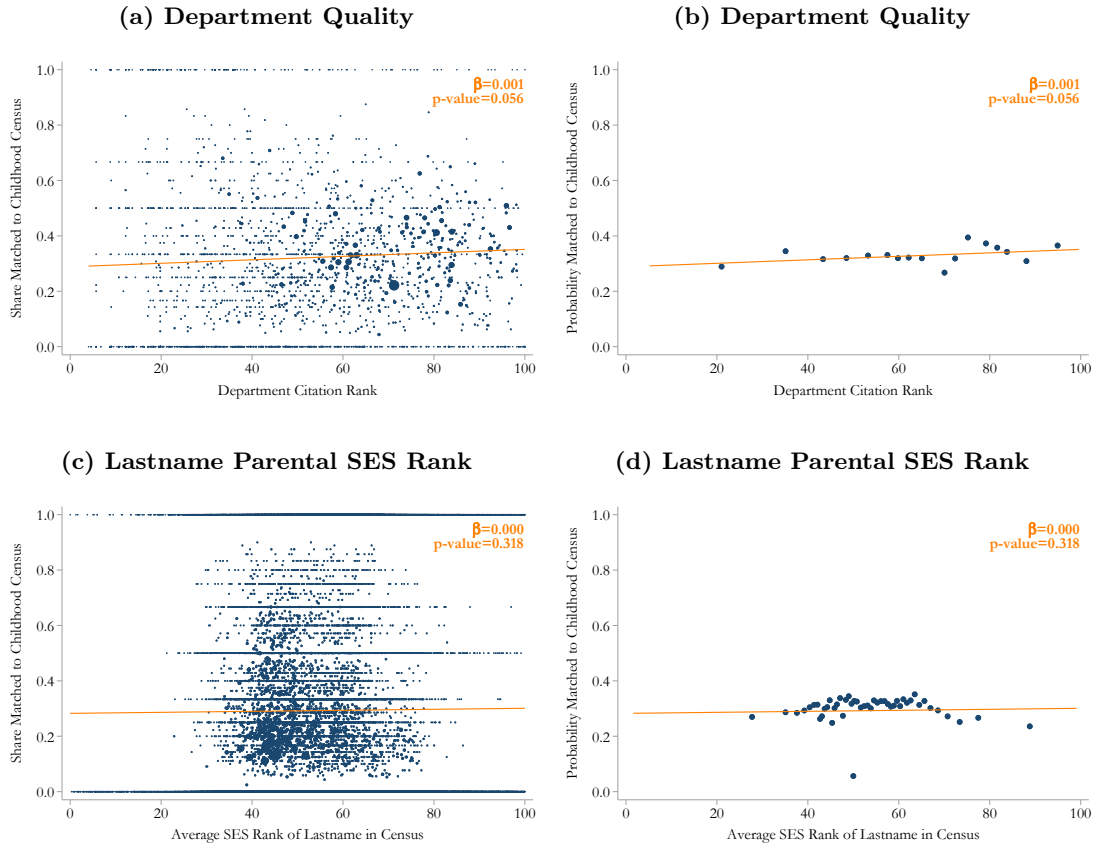 (a) Department Quality
1.0
0.8
0.6
0.4
0.2
0.0
Share Matched to Childhood Census
β=0.001
p-value=0.056
0 20 40 60 80 100
Department Citation Rank
(b) Department Quality
1.0
0.8
0.6
0.4
0.2
0.0
Probability Matched to Childhood Census
β=0.001
p-value=0.056
0 20 40 60 80 100
Department Citation Rank
(c) Lastname Parental SES Rank
1.0
0.8
0.6
0.4
0.2
0.0
Share Matched to Childhood Census
β=0.000
p-value=0.318
0 20 40 60 80 100
Average SES Rank of Lastname in Census
(d) Lastname Parental SES Rank
1.0
0.8
0.6
0.4
0.2
0.0
Probability Matched to Childhood Census
β=0.000
p-value=0.318
0 20 40 60 80 100
Average SES Rank of Lastname in Census